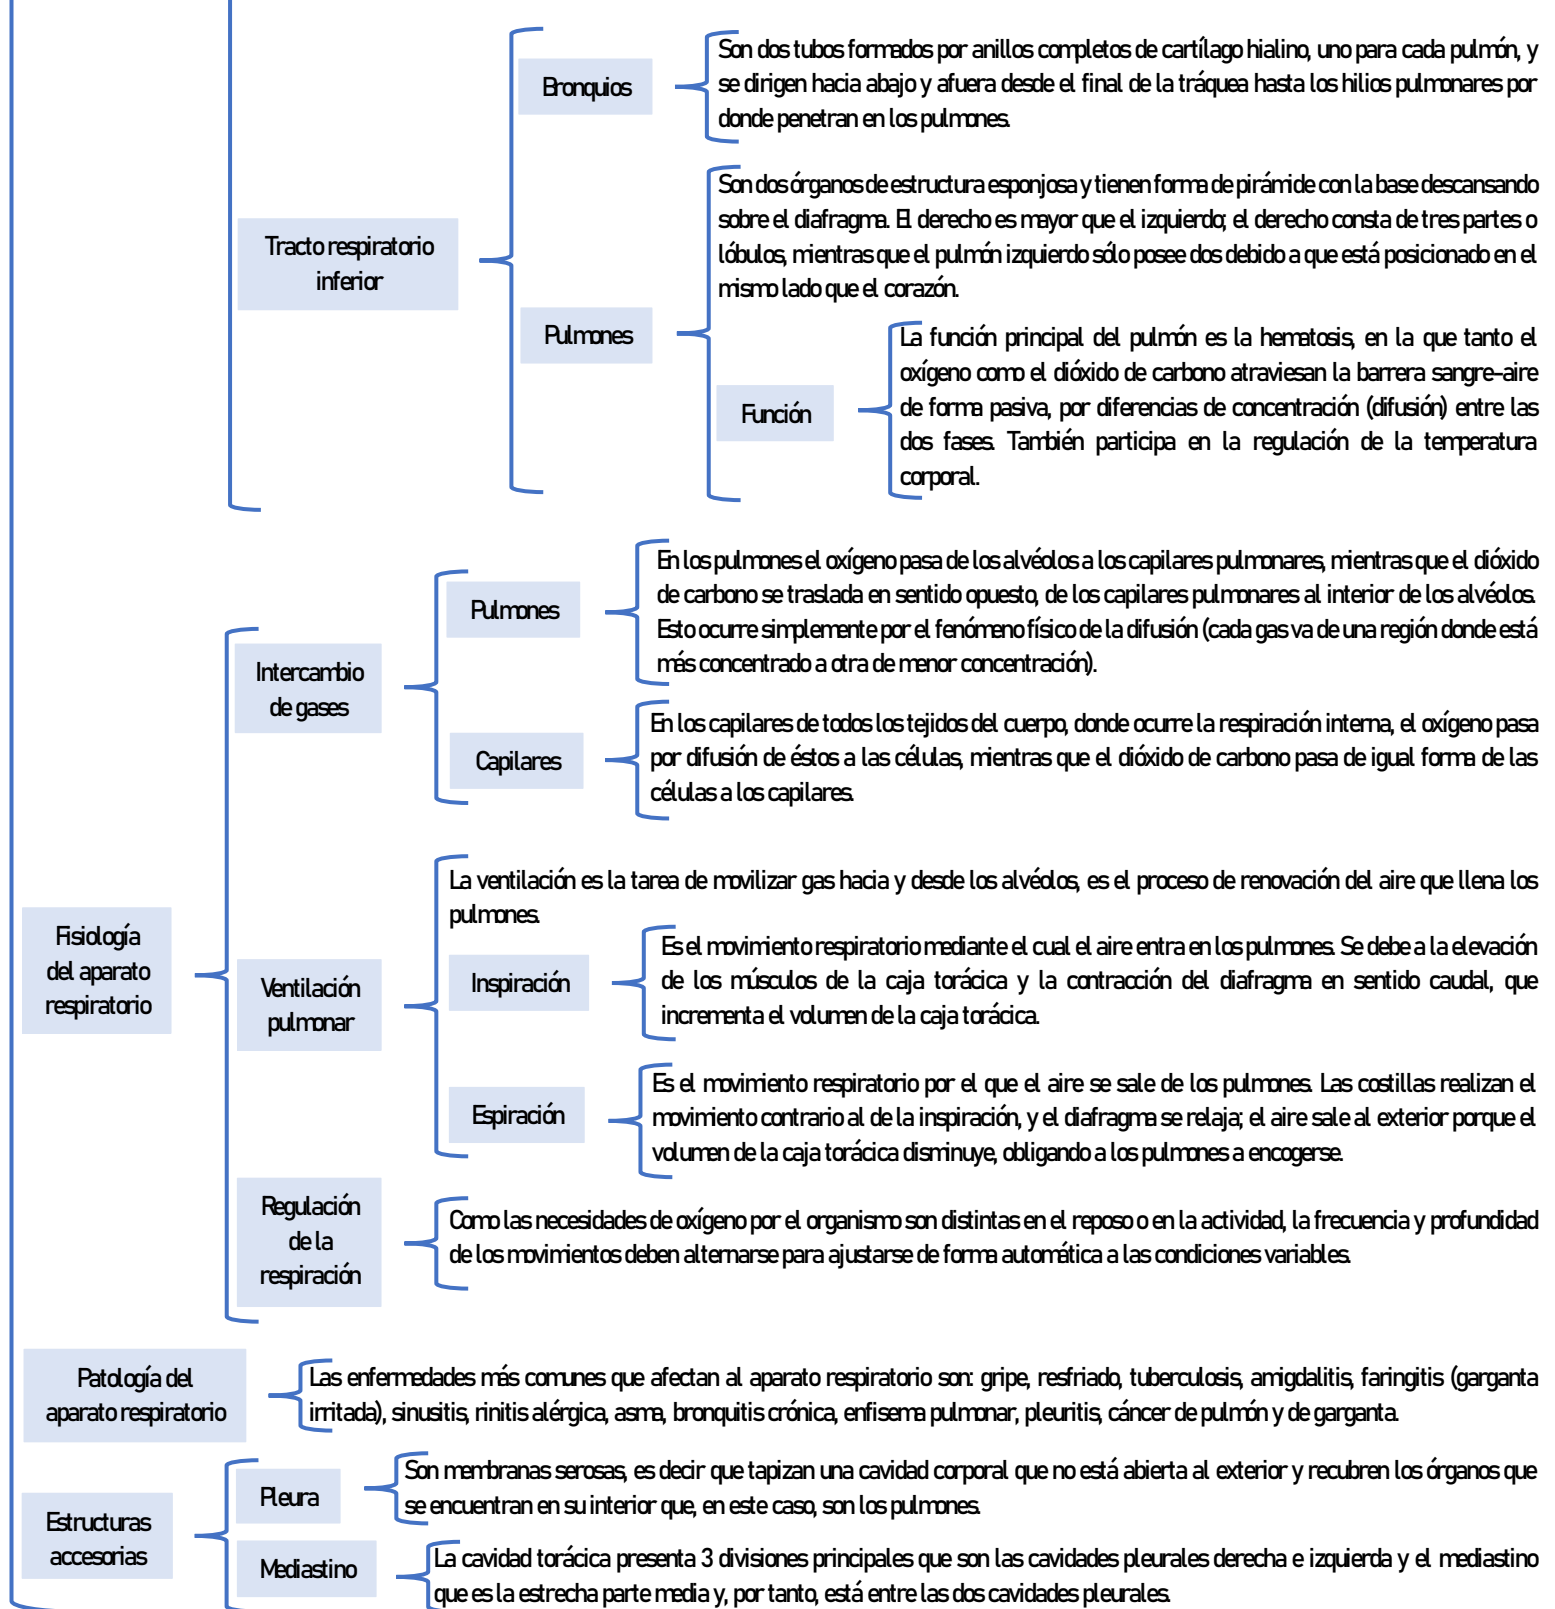 Tracto respiratorio
inferior
Bronquios
Son dos tubos formados por anillos completos de cartílago hialino, uno para cada pulmón, y
se dirigen hacia abajo y afuera desde el final de la tráquea hasta los hilios pulmonares por
donde penetran en los pulmones.
Pulmones
Son dos órganos de estructura esponjosa y tienen forma de pirámide con la base descansando
sobre el diafragma. El derecho es mayor que el izquierdo; el derecho consta de tres partes o
lóbulos, mientras que el pulmón izquierdo sólo posee dos debido a que está posicionado en el
mismo lado que el corazón.
Función
La función principal del pulmón es la hematosis, en la que tanto el
oxígeno como el dióxido de carbono atraviesan la barrera sangre-aire
de forma pasiva, por diferencias de concentración (difusión) entre las
dos fases. También participa en la regulación de la temperatura
corporal.
Fisiología
del aparato
respiratorio
Intercambio
de gases
Pulmones
En los pulmones el oxígeno pasa de los alvéolos a los capilares pulmonares, mientras que el dióxido
de carbono se traslada en sentido opuesto, de los capilares pulmonares al interior de los alvéolos.
Esto ocurre simplemente por el fenómeno físico de la difusión (cada gas va de una región donde está
más concentrado a otra de menor concentración).
Capilares
En los capilares de todos los tejidos del cuerpo, donde ocurre la respiración interna, el oxígeno pasa
por difusión de éstos a las células, mientras que el dióxido de carbono pasa de igual forma de las
células a los capilares.
Ventilación
pulmonar
La ventilación es la tarea de movilizar gas hacia y desde los alvéolos, es el proceso de renovación del aire que llena los
pulmones.
Inspiración
Es el movimiento respiratorio mediante el cual el aire entra en los pulmones. Se debe a la elevación
de los músculos de la caja torácica y la contracción del diafragma en sentido caudal, que
incrementa el volumen de la caja torácica.
Espiración
Es el movimiento respiratorio por el que el aire se sale de los pulmones. Las costillas realizan el
movimiento contrario al de la inspiración, y el diafragma se relaja; el aire sale al exterior porque el
volumen de la caja torácica disminuye, obligando a los pulmones a encogerse.
Regulación
de la
respiración
Como las necesidades de oxígeno por el organismo son distintas en el reposo o en la actividad, la frecuencia y profundidad
de los movimientos deben alternarse para ajustarse de forma automática a las condiciones variables.
Patología del
aparato respiratorio
Las enfermedades más comunes que afectan al aparato respiratorio son: gripe, resfriado, tuberculosis, amigdalitis, faringitis (garganta
irritada), sinusitis, rinitis alérgica, asma, bronquitis crónica, enfisema pulmonar, pleuritis, cáncer de pulmón y de garganta.
Estructuras
accesorias
Pleura
Son membranas serosas, es decir que tapizan una cavidad corporal que no está abierta al exterior y recubren los órganos que
se encuentran en su interior que, en este caso, son los pulmones.
Mediastino
La cavidad torácica presenta 3 divisiones principales que son las cavidades pleurales derecha e izquierda y el mediastino
que es la estrecha parte media y, por tanto, está entre las dos cavidades pleurales.